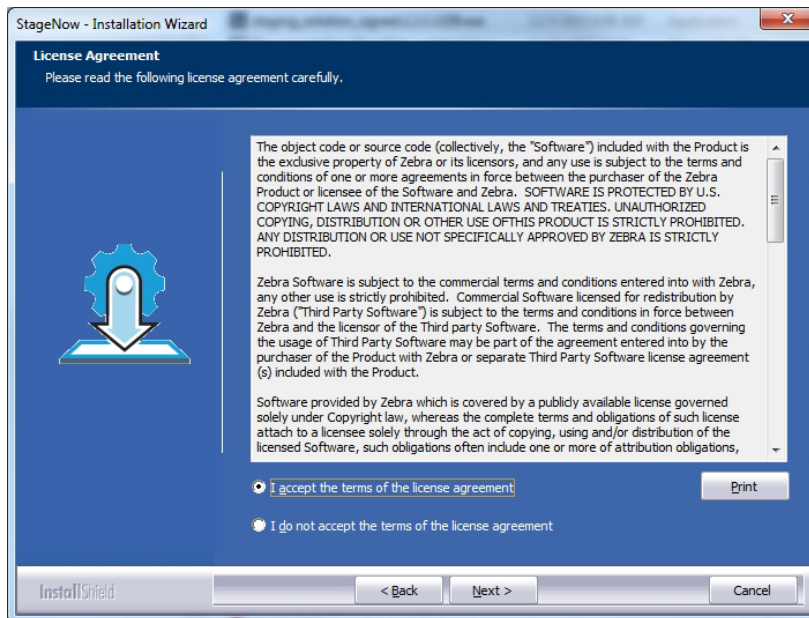 StageNow - Installation Wizard
License Agreement
Please read the following license agreement carefully.
The object code or source code (collectively, the "Software") included with the Product is
the exclusive property of Zebra or its licensors, and any use is subject to the terms and
conditions of one or more agreements in force between the purchaser of the Zebra
Product or licensee of the Software and Zebra.  SOFTWARE IS PROTECTED BY U.S.
COPYRIGHT LAWS AND INTERNATIONAL LAWS AND TREATIES. UNAUTHORIZED
COPYING, DISTRIBUTION OR OTHER USE OFTHIS PRODUCT IS STRICTLY PROHIBITED.
ANY DISTRIBUTION OR USE NOT SPECIFICALLY APPROVED BY ZEBRA IS STRICTLY
PROHIBITED.
Zebra Software is subject to the commercial terms and conditions entered into with Zebra,
any other use is strictly prohibited.  Commercial Software licensed for redistribution by
Zebra ("Third Party Software") is subject to the terms and conditions in force between
Zebra and the licensor of the Third party Software.  The terms and conditions governing
the usage of Third Party Software may be part of the agreement entered into by the
purchaser of the Product with Zebra or separate Third Party Software license agreement
(s) included with the Product.
Software provided by Zebra which is covered by a publicly available license governed
solely under Copyright law, whereas the complete terms and obligations of such license
attach to a licensee solely through the act of copying, using and/or distribution of the
licensed Software, such obligations often include one or more of attribution obligations,
I accept the terms of the license agreement
Print
I do not accept the terms of the license agreement
InstallShield
< Back
Next >
Cancel